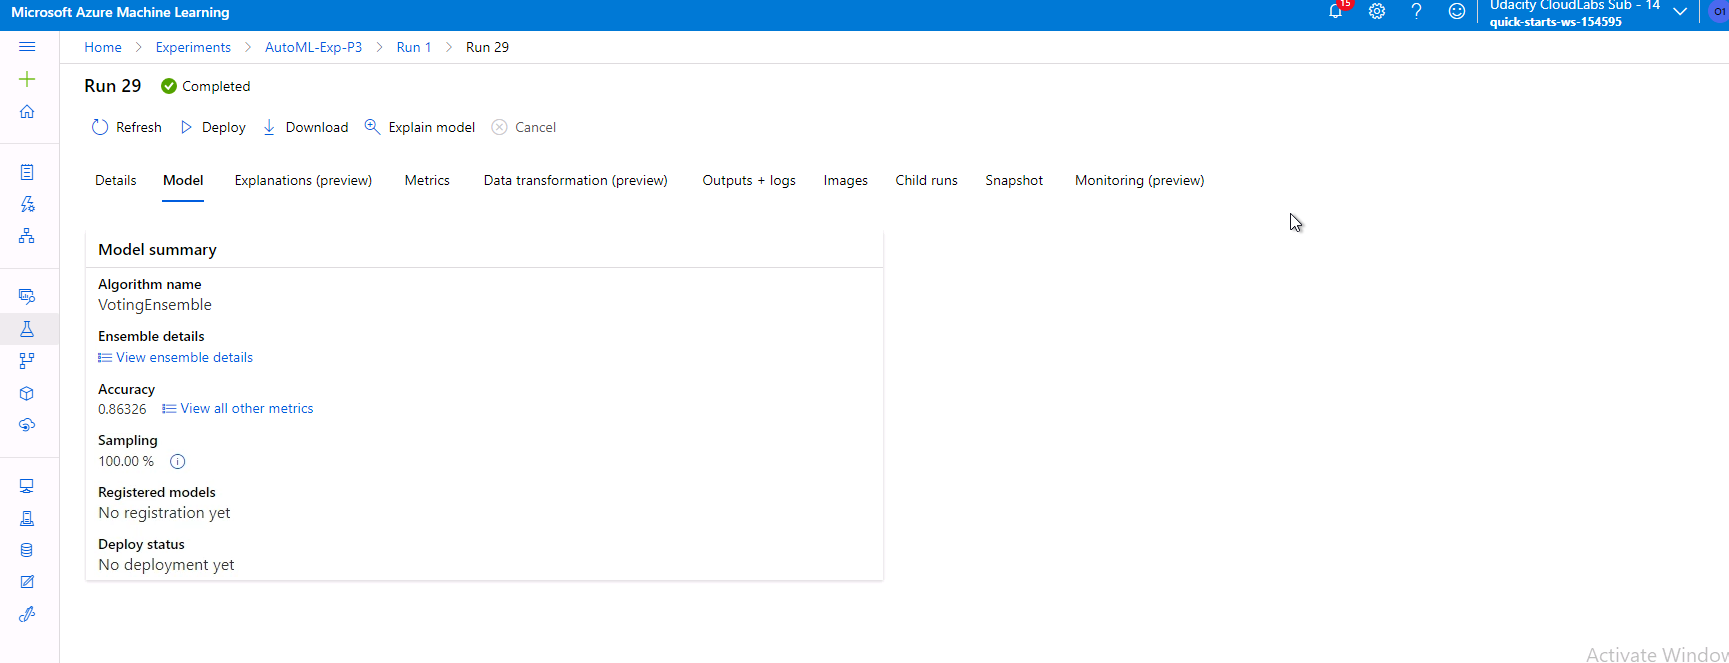 Microsoft Azure Machine Learning
15
Udacity CloudLabs Sub - 14
quick-starts-ws-154595
O1
Home > Experiments > AutoML-Exp-P3 > Run 1 > Run 29
Run 29 Completed
Refresh Deploy Download Explain model Cancel
Details Model Explanations (preview) Metrics Data transformation (preview) Outputs + logs Images Child runs Snapshot Monitoring (preview)
Model summary
Algorithm name
VotingEnsemble
Ensemble details
View ensemble details
Accuracy
0.86326 View all other metrics
Sampling
100.00 %
Registered models
No registration yet
Deploy status
No deployment yet
Activate Window